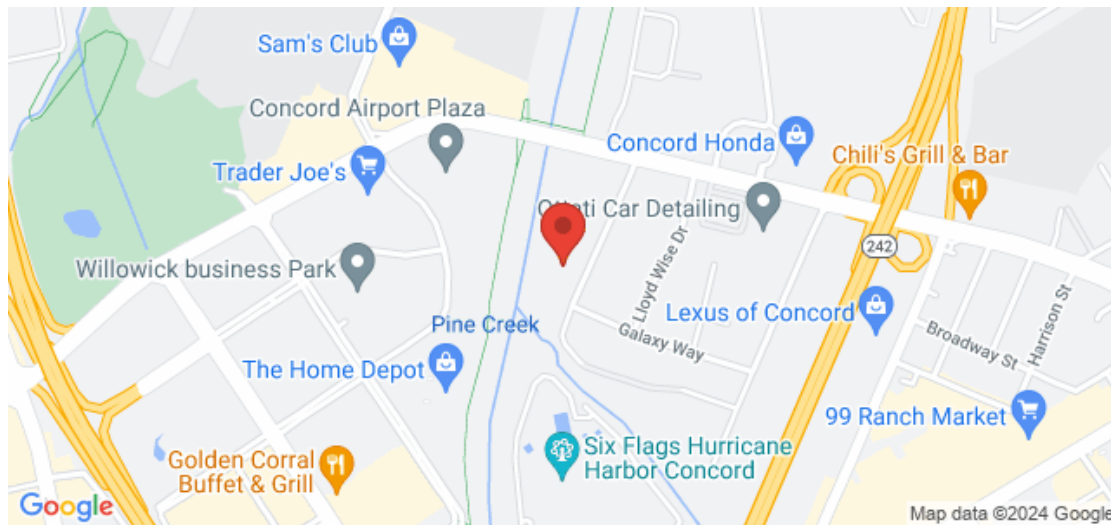 Sam's Club
Concord Airport Plaza
Concord Honda
Chili's Grill & Bar
Trader Joe's
Ottati Car Detailing
242
Willowick business Park
Lloyd Wise Dr
Lexus of Concord
Harrison St
Pine Creek
Galaxy Way
Broadway St
The Home Depot
99 Ranch Market
Six Flags Hurricane
Harbor Concord
Golden Corral
Buffet & Grill
Google
Map data ©2024 Google